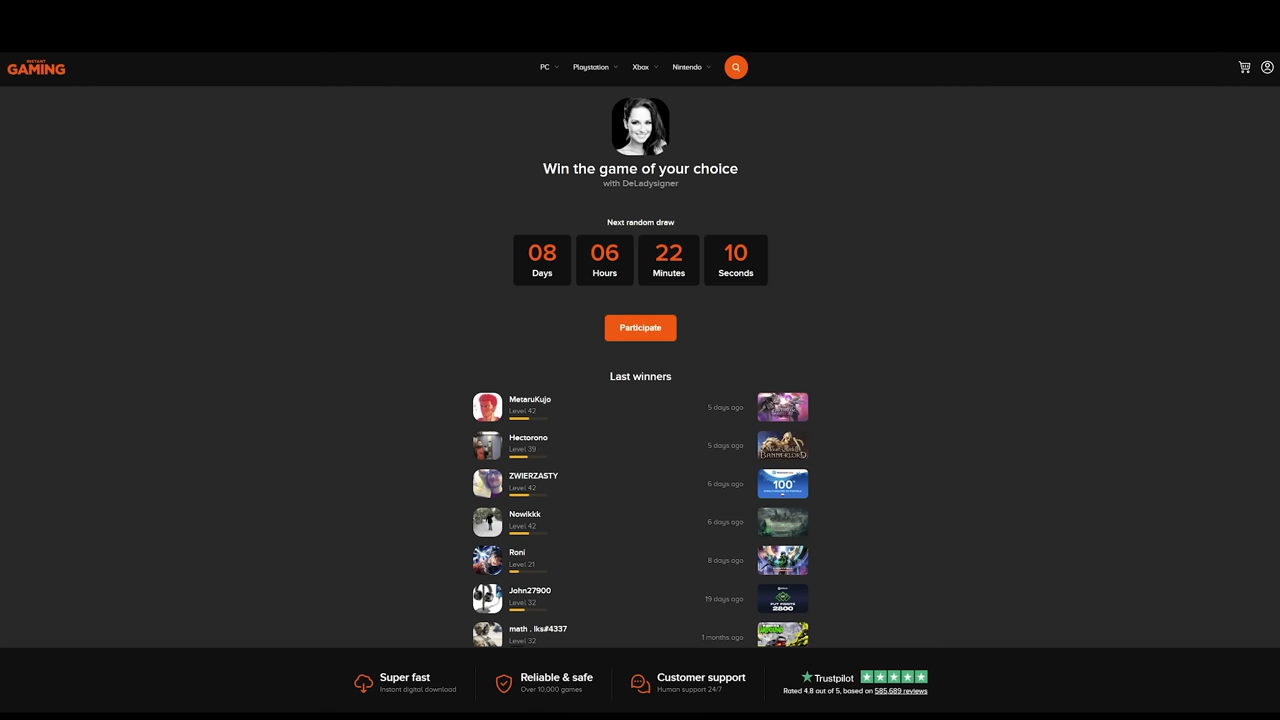 INSTANT
GAMING
PC
Playstation
Xbox
Nintendo
Win the game of your choice
with DeLadysigner
Next random draw
08
Days
06
Hours
22
Minutes
10
Seconds
Participate
Last winners
MetaruKujo
Level 42
5 days ago
Hectorono
Level 39
5 days ago
BANNERLORD
ZWIERZASTY
Level 42
6 days ago
100
Nowikkk
Level 42
6 days ago
Roni
Level 21
8 days ago
John27900
Level 32
19 days ago
FUT POINTS
2800
math . lks#4337
Level 32
1 months ago
Super fast
Instant digital download
Reliable & safe
Over 10,000 games
Customer support
Human support 24/7
Trustpilot
Rated 4.8 out of 5, based on 585,689 reviews